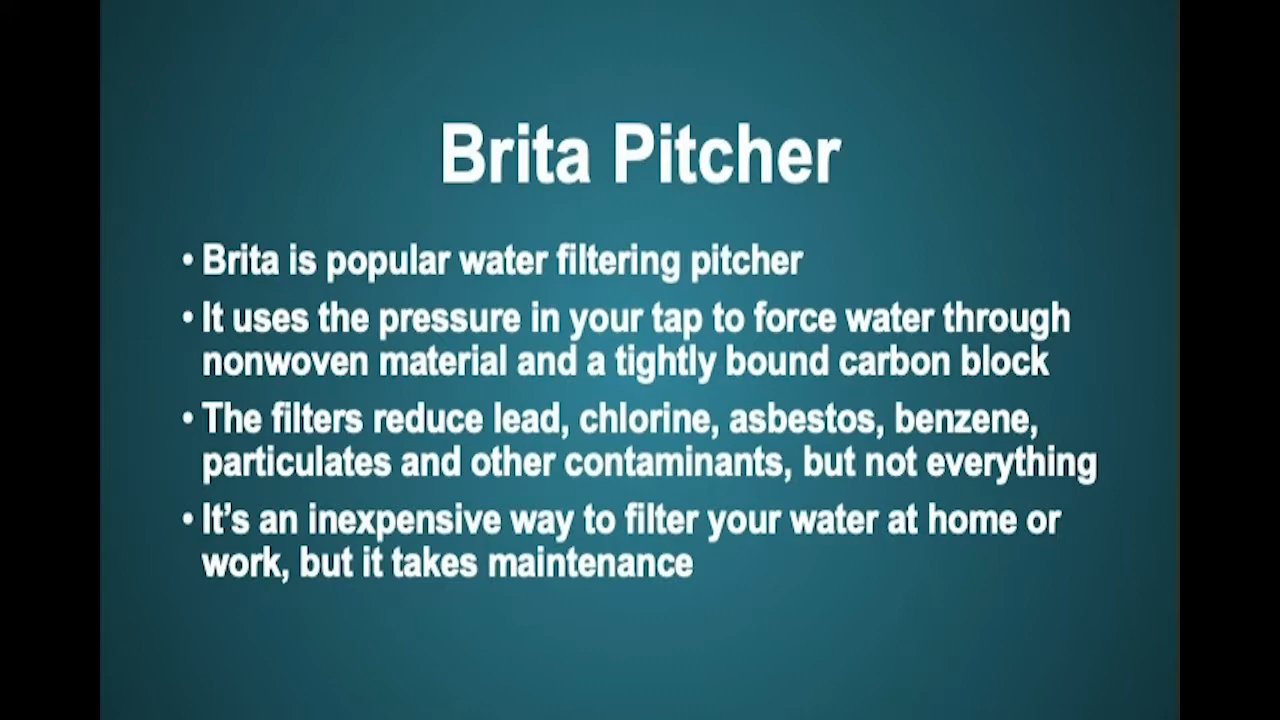 Brita Pitcher
• Brita is popular water filtering pitcher
• It uses the pressure in your tap to force water through
nonwoven material and a tightly bound carbon block
• The filters reduce lead, chlorine, asbestos, benzene,
particulates and other contaminants, but not everything
• It’s an inexpensive way to filter your water at home or
work, but it takes maintenance